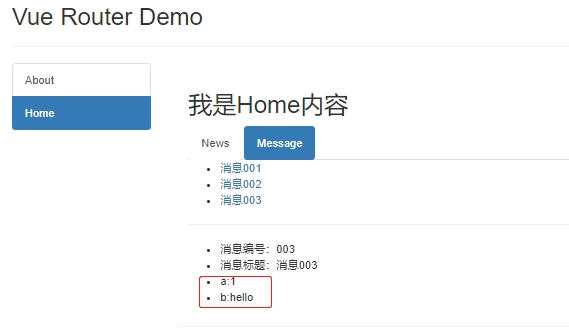 Vue Router Demo
About
Home
我是Home内容
News
Message
消息001
消息002
消息003
消息编号：003
消息标题：消息003
a:1
b:hello